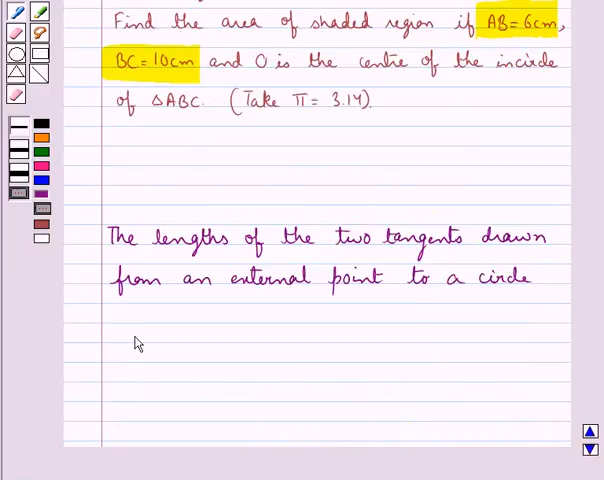 Find the area of shaded region if AB = 6cm,
BC = 10cm and O is the centre of the incircle
of △ABC. (Take π = 3.14).
The lengths of the two tangents drawn
from an external point to a circle